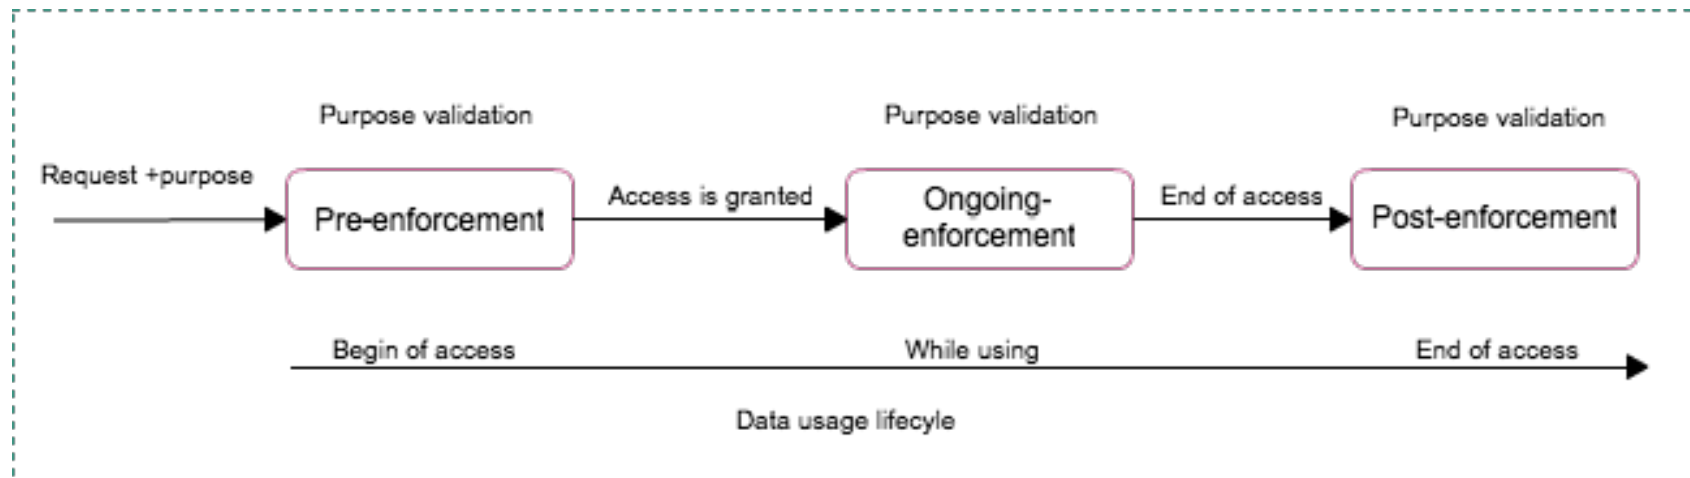 Purpose validation
Purpose validation
Purpose validation
Request +purpose
Pre-enforcement
Access is granted
Ongoing-
enforcement
End of access
Post-enforcement
Begin of access
While using
End of access
Data usage lifecyle